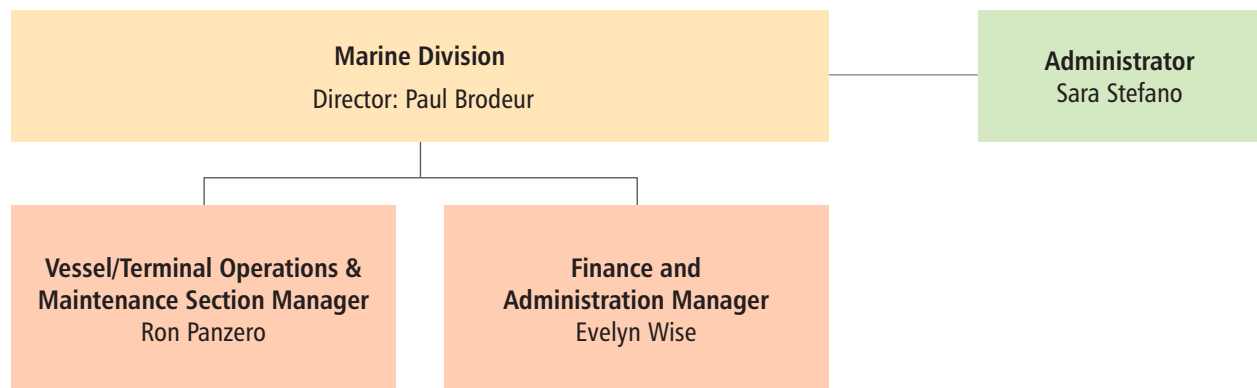 Marine Division
Director: Paul Brodeur
Administrator
Sara Stefano
Vessel/Terminal Operations &
Maintenance Section Manager
Ron Panzero
Finance and
Administration Manager
Evelyn Wise